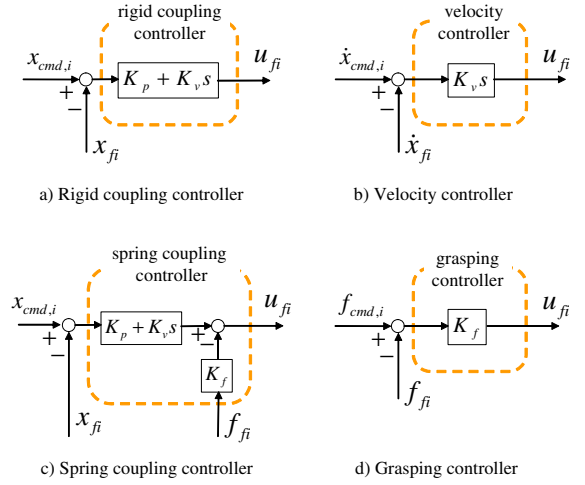 rigid coupling
controller
x_{cmd,i}
K_p + K_v s
u_{fi}
+
−
x_{fi}
a) Rigid coupling controller
velocity
controller
ẋ_{cmd,i}
K_v s
u_{fi}
+
−
ẋ_{fi}
b) Velocity controller
spring coupling
controller
x_{cmd,i}
K_p + K_v s
u_{fi}
+
−
+
−
K_f
x_{fi}
f_{fi}
c) Spring coupling controller
grasping
controller
f_{cmd,i}
K_f
u_{fi}
+
−
f_{fi}
d) Grasping controller